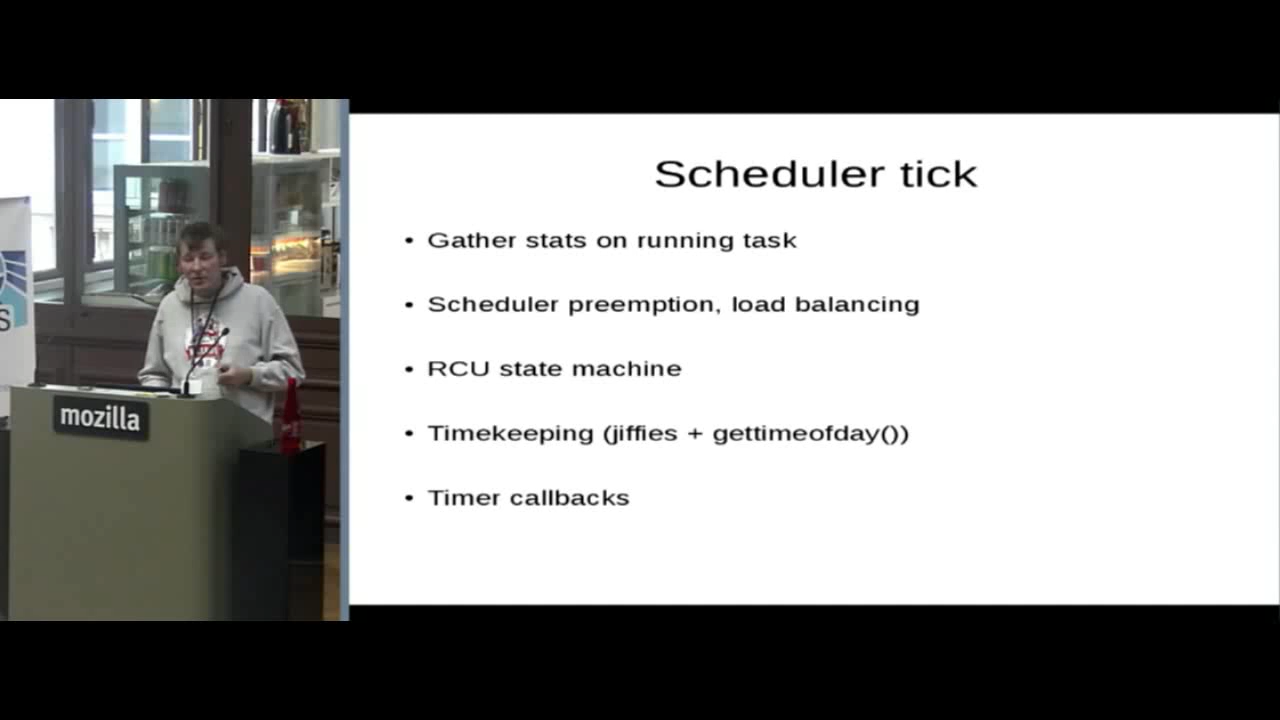 Scheduler tick
• Gather stats on running task
• Scheduler preemption, load balancing
• RCU state machine
• Timekeeping (jiffies + gettimeofday())
• Timer callbacks
mozilla
S